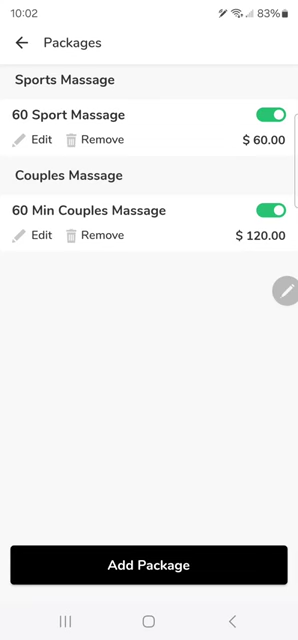 10:02 83%
Packages
Sports Massage
60 Sport Massage
Edit Remove $ 60.00
Couples Massage
60 Min Couples Massage
Edit Remove $ 120.00
Add Package